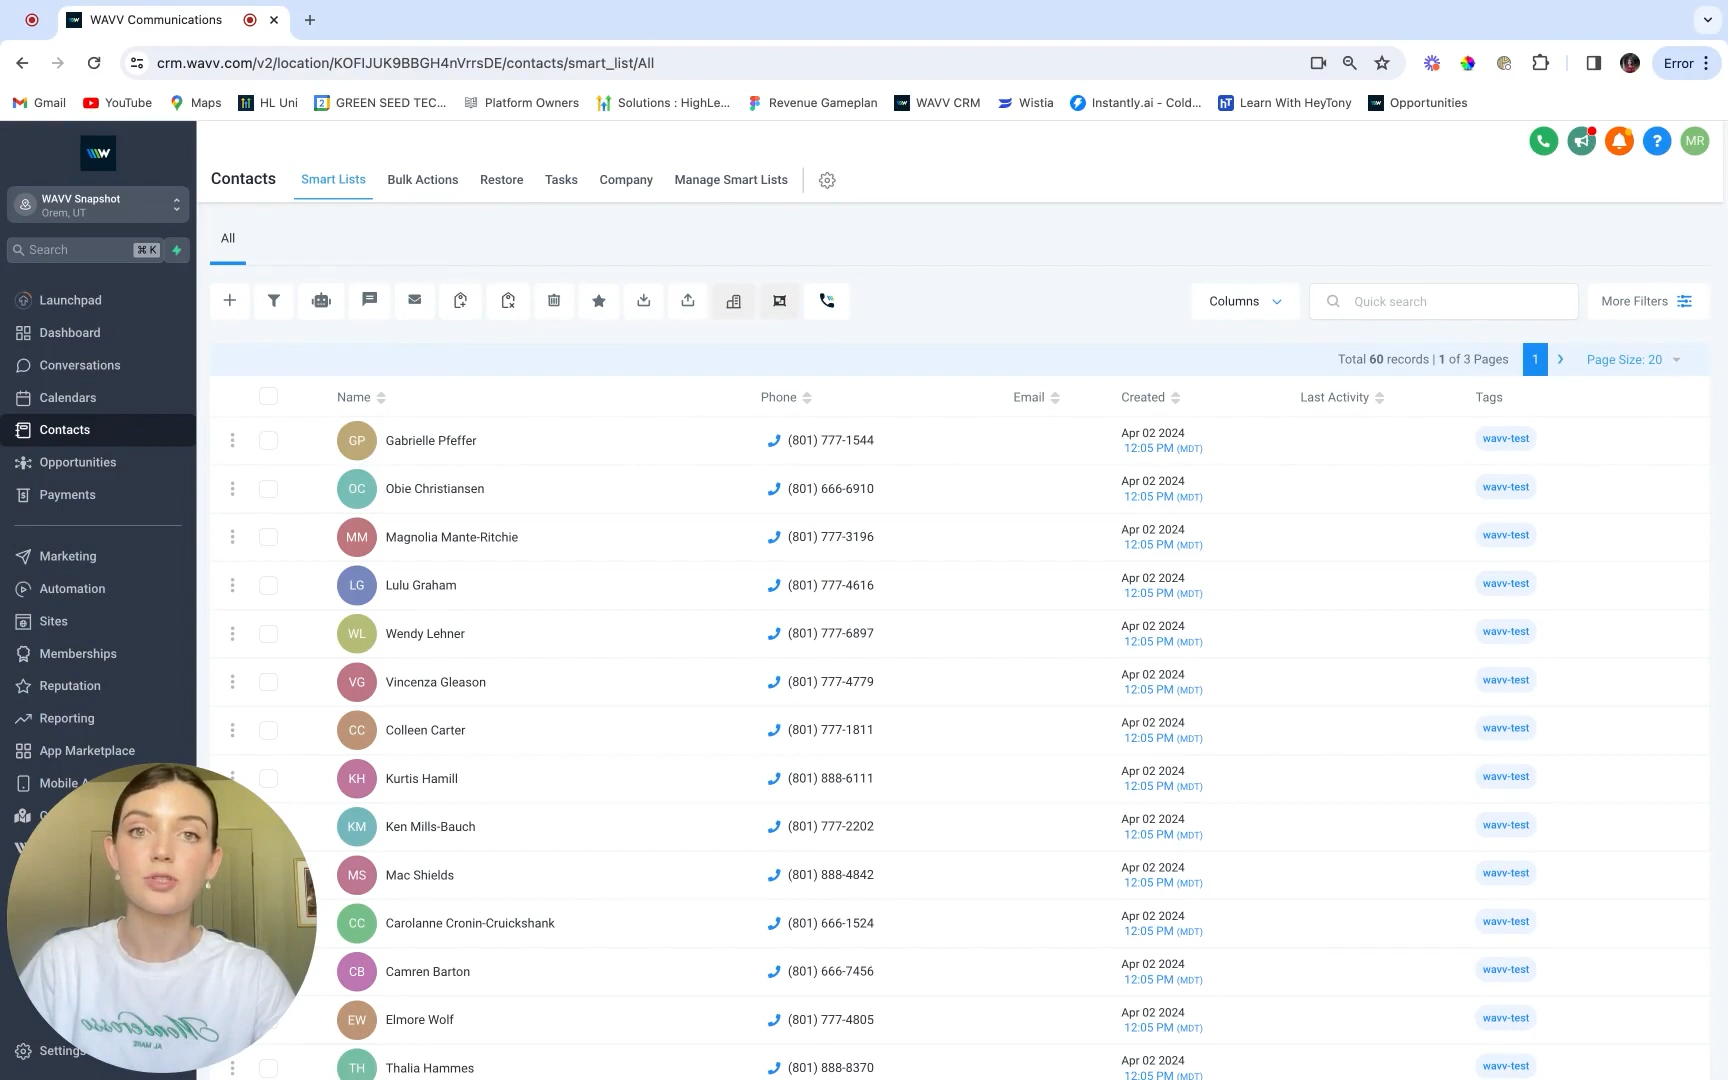 WAVV Communications
crm.wavv.com/v2/location/KOFIJUK9BBGH4nVrrsDE/contacts/smart_list/All
Error
Gmail
YouTube
Maps
HL Uni
GREEN SEED TEC...
Platform Owners
Solutions : HighLe...
Revenue Gameplan
WAVV CRM
Wistia
Instantly.ai - Cold...
Learn With HeyTony
Opportunities
WAVV Snapshot
Orem, UT
Search
⌘ K
Launchpad
Dashboard
Conversations
Calendars
Contacts
Opportunities
Payments
Marketing
Automation
Sites
Memberships
Reputation
Reporting
App Marketplace
Mobile
Settings
MR
Contacts
Smart Lists
Bulk Actions
Restore
Tasks
Company
Manage Smart Lists
All
Columns
Quick search
More Filters
Total 60 records | 1 of 3 Pages
1
Page Size: 20
Name Phone Email Created Last Activity Tags
GP Gabrielle Pfeffer (801) 777-1544 Apr 02 2024 wavv-test
12:05 PM (MDT)
OC Obie Christiansen (801) 666-6910 Apr 02 2024 wavv-test
12:05 PM (MDT)
MM Magnolia Mante-Ritchie (801) 777-3196 Apr 02 2024 wavv-test
12:05 PM (MDT)
LG Lulu Graham (801) 777-4616 Apr 02 2024 wavv-test
12:05 PM (MDT)
WL Wendy Lehner (801) 777-6897 Apr 02 2024 wavv-test
12:05 PM (MDT)
VG Vincenza Gleason (801) 777-4779 Apr 02 2024 wavv-test
12:05 PM (MDT)
CC Colleen Carter (801) 777-1811 Apr 02 2024 wavv-test
12:05 PM (MDT)
KH Kurtis Hamill (801) 888-6111 Apr 02 2024 wavv-test
12:05 PM (MDT)
KM Ken Mills-Bauch (801) 777-2202 Apr 02 2024 wavv-test
12:05 PM (MDT)
MS Mac Shields (801) 888-4842 Apr 02 2024 wavv-test
12:05 PM (MDT)
CC Carolanne Cronin-Cruickshank (801) 666-1524 Apr 02 2024 wavv-test
12:05 PM (MDT)
CB Camren Barton (801) 666-7456 Apr 02 2024 wavv-test
12:05 PM (MDT)
EW Elmore Wolf (801) 777-4805 Apr 02 2024 wavv-test
12:05 PM (MDT)
TH Thalia Hammes (801) 888-8370 Apr 02 2024 wavv-test
12:05 PM (MDT)
Monterosso
AL MARE